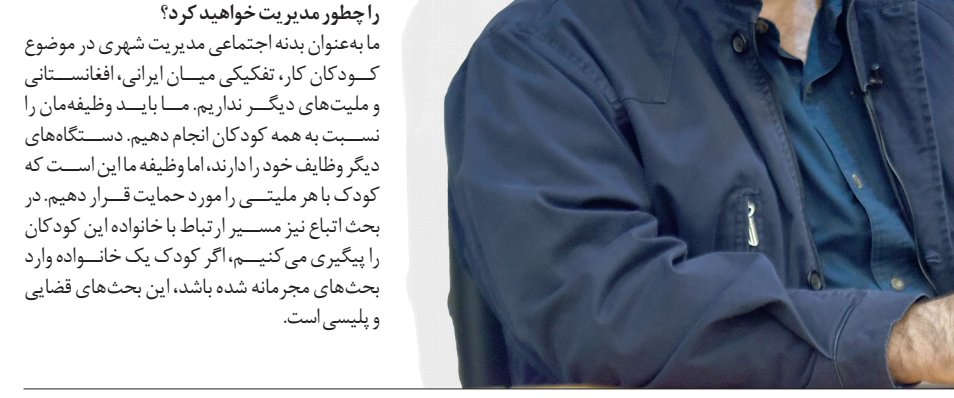 را چطور مدیریت خواهید کرد؟
ما به‌عنوان بدنه اجتماعی مدیریت شهری در موضوع
کودکان کار، تفکیکی میان ایرانی، افغانستانی
و ملیت‌های دیگر نداریم. ما باید وظیفه‌مان را
نسبت به همه کودکان انجام دهیم. دستگاه‌های
دیگر وظایف خود را دارند، اما وظیفه ما این است که
کودک با هر ملیتی را مورد حمایت قرار دهیم. در
بحث اتباع نیز مسیر ارتباط با خانواده این کودکان
را پیگیری می‌کنیم، اگر کودک یک خانواده وارد
بحث‌های مجرمانه شده باشد، این بحث‌های قضایی
و پلیسی است.